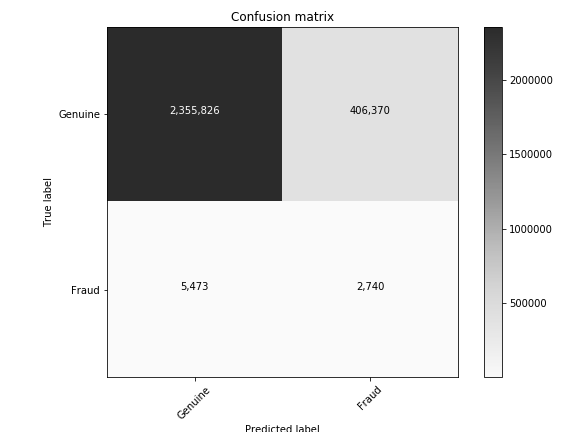 Confusion matrix
2,355,826 406,370
5,473 2,740
Genuine
Fraud
True label
Genuine Fraud
Predicted label
2000000
1500000
1000000
500000